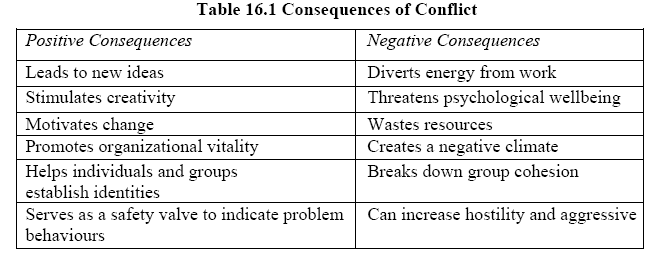 Table 16.1 Consequences of Conflict
Positive Consequences Negative Consequences
Leads to new ideas Diverts energy from work
Stimulates creativity Threatens psychological wellbeing
Motivates change Wastes resources
Promotes organizational vitality Creates a negative climate
Helps individuals and groups Breaks down group cohesion
establish identities
Serves as a safety valve to indicate problem Can increase hostility and aggressive
behaviours